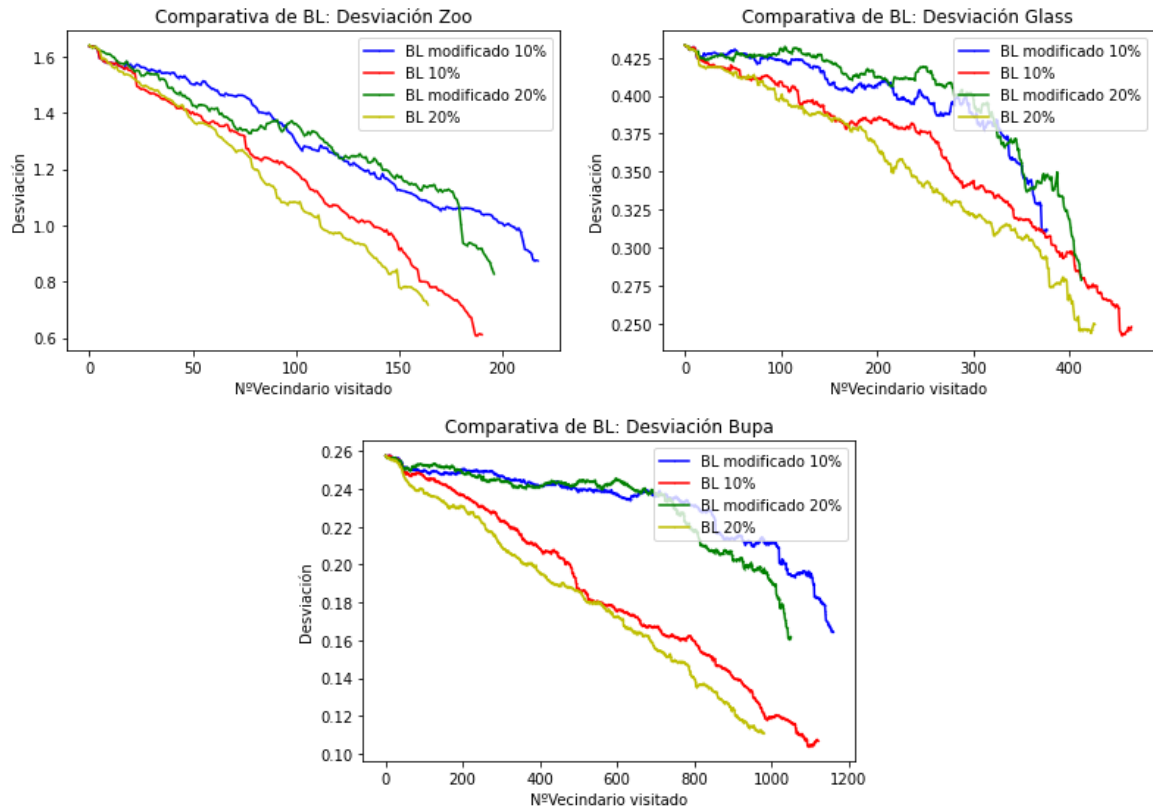 Comparativa de BL: Desviación Zoo
Desviación
1.6
1.4
1.2
1.0
0.8
0.6
BL modificado 10%
BL 10%
BL modificado 20%
BL 20%
0
50
100
150
200
NºVecindario visitado
Comparativa de BL: Desviación Glass
Desviación
0.425
0.400
0.375
0.350
0.325
0.300
0.275
0.250
BL modificado 10%
BL 10%
BL modificado 20%
BL 20%
0
100
200
300
400
NºVecindario visitado
Comparativa de BL: Desviación Bupa
Desviación
0.26
0.24
0.22
0.20
0.18
0.16
0.14
0.12
0.10
BL modificado 10%
BL 10%
BL modificado 20%
BL 20%
0
200
400
600
800
1000
1200
NºVecindario visitado